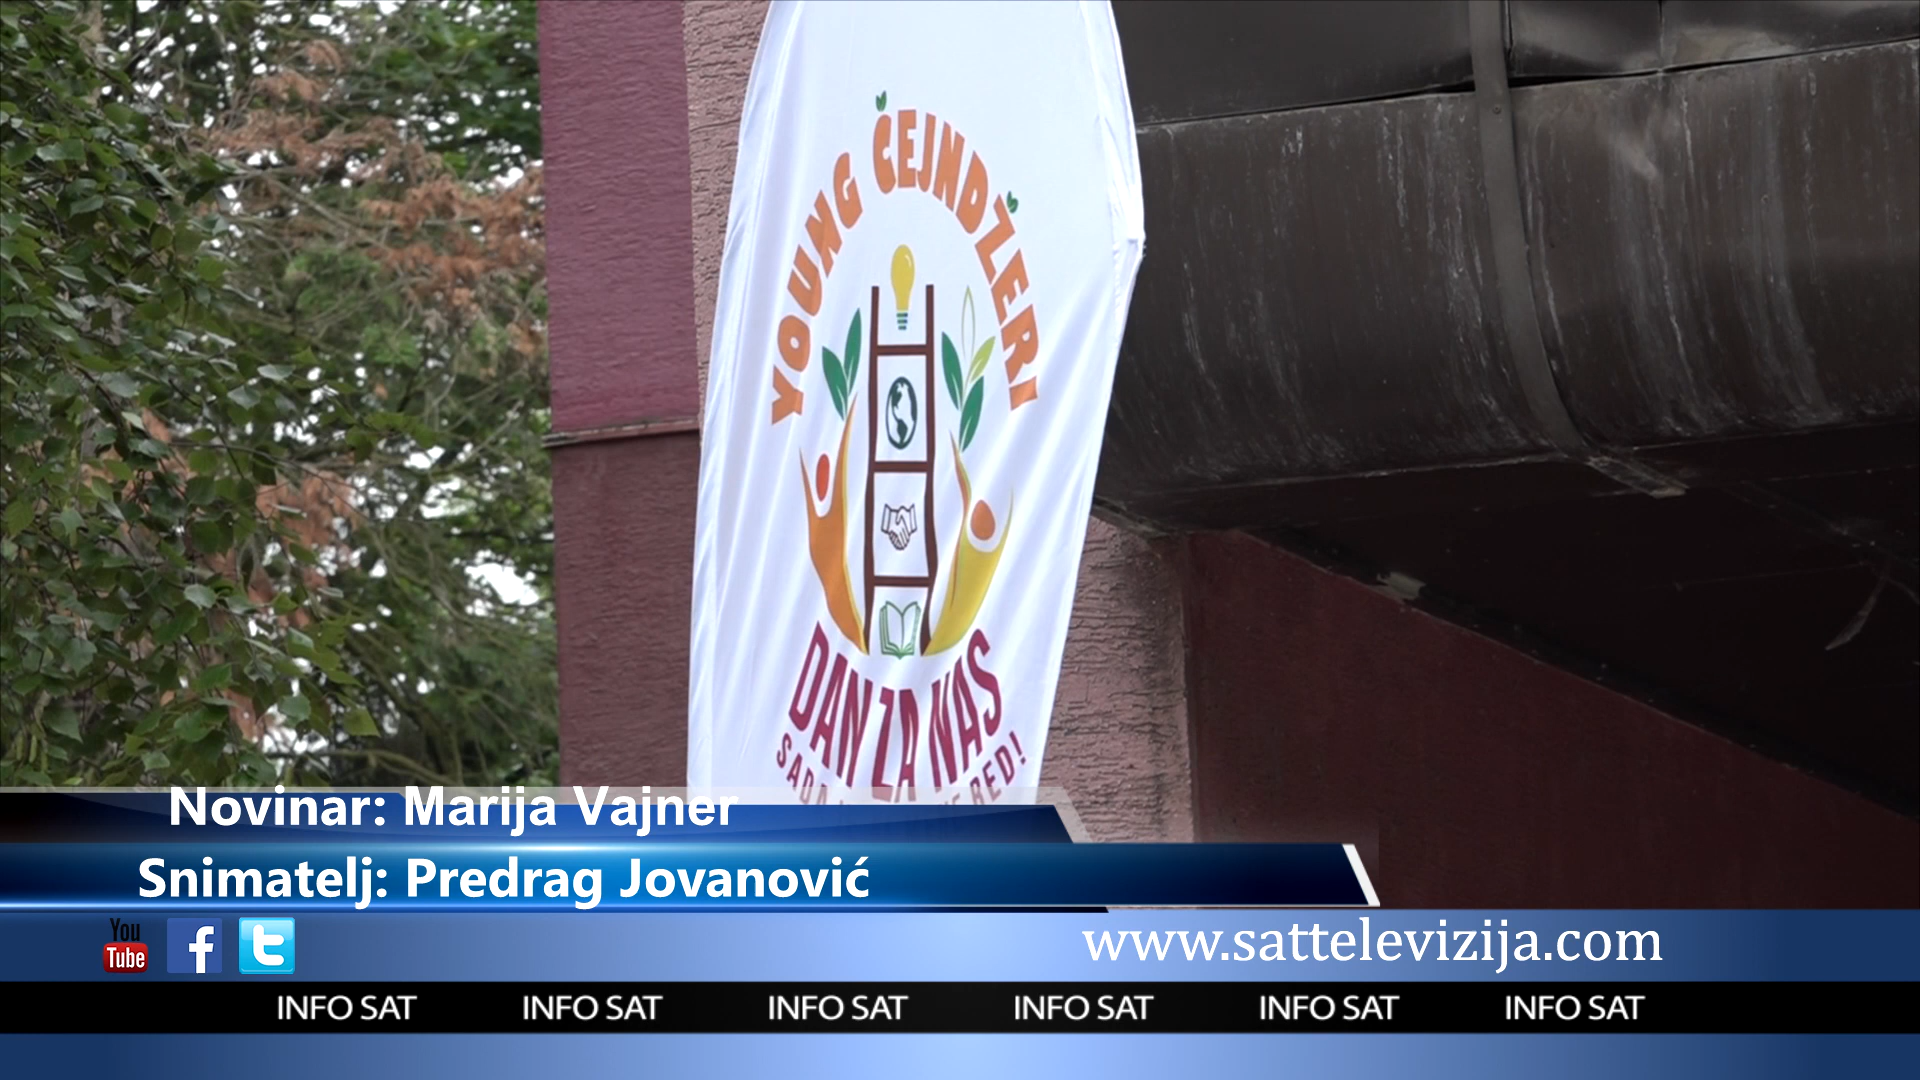 YOUNG ČEJNDŽERI
DAN ZA NAS
RED!
Novinar: Marija Vajner
Snimatelj: Predrag Jovanović
You
Tube
www.sattelevizija.com
INFO SAT INFO SAT INFO SAT INFO SAT INFO SAT INFO SAT